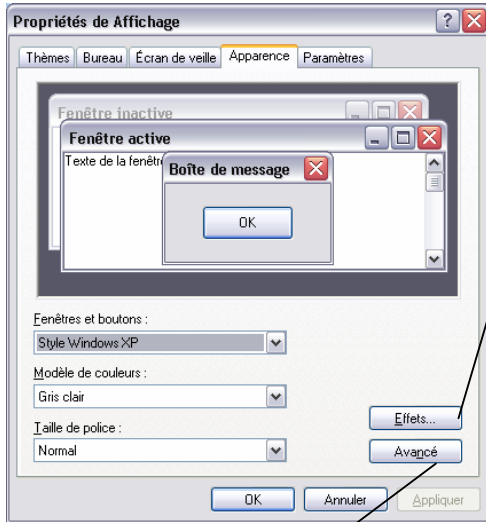 Propriétés de Affichage
Thèmes Bureau Écran de veille Apparence Paramètres
Fenêtre inactive
Fenêtre active
Texte de la fenêtr
Boîte de message
OK
Fenêtres et boutons :
Style Windows XP
Modèle de couleurs :
Gris clair
Effets...
Taille de police :
Normal
Avancé
OK Annuler Appliquer